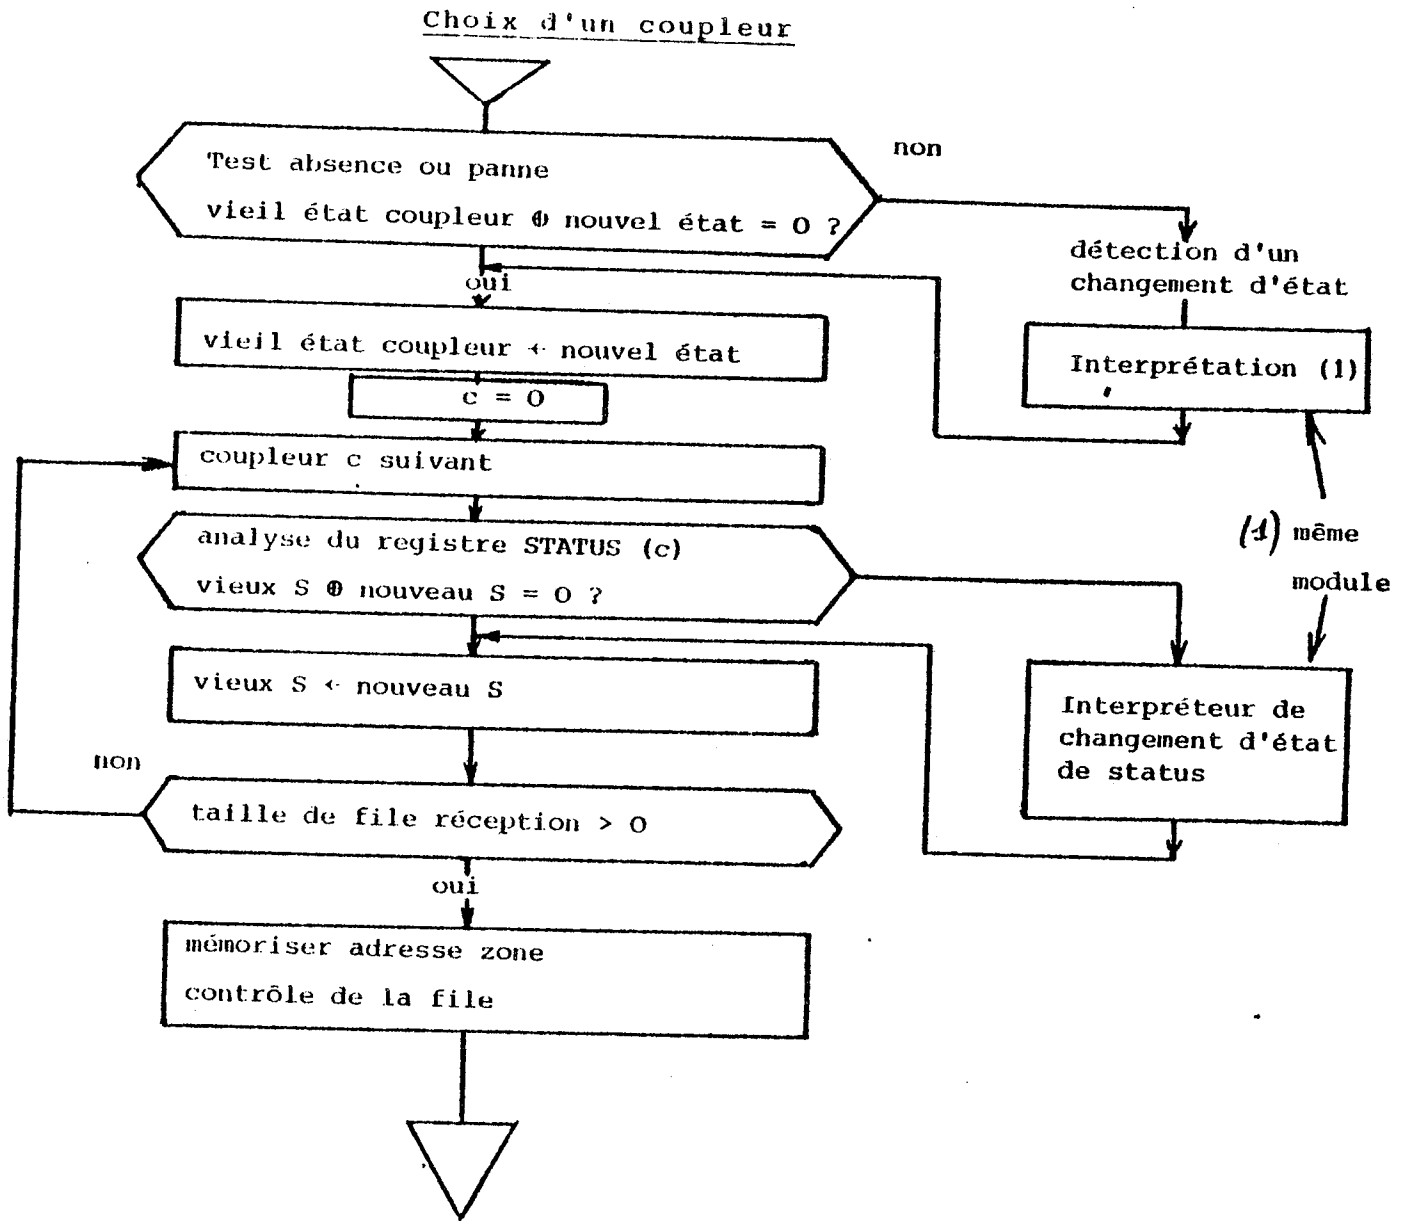 Choix d'un coupleur
non
Test absence ou panne
vieil état coupleur ⊕ nouvel état = 0 ?
détection d'un
changement d'état
oui
vieil état coupleur ← nouvel état
Interprétation (1)
c = 0
coupleur c suivant
(1) même
module
analyse du registre STATUS (c)
vieux S ⊕ nouveau S = 0 ?
vieux S ← nouveau S
Interpréteur de
changement d'état
de status
non
taille de file réception > 0
oui
mémoriser adresse zone
contrôle de la file